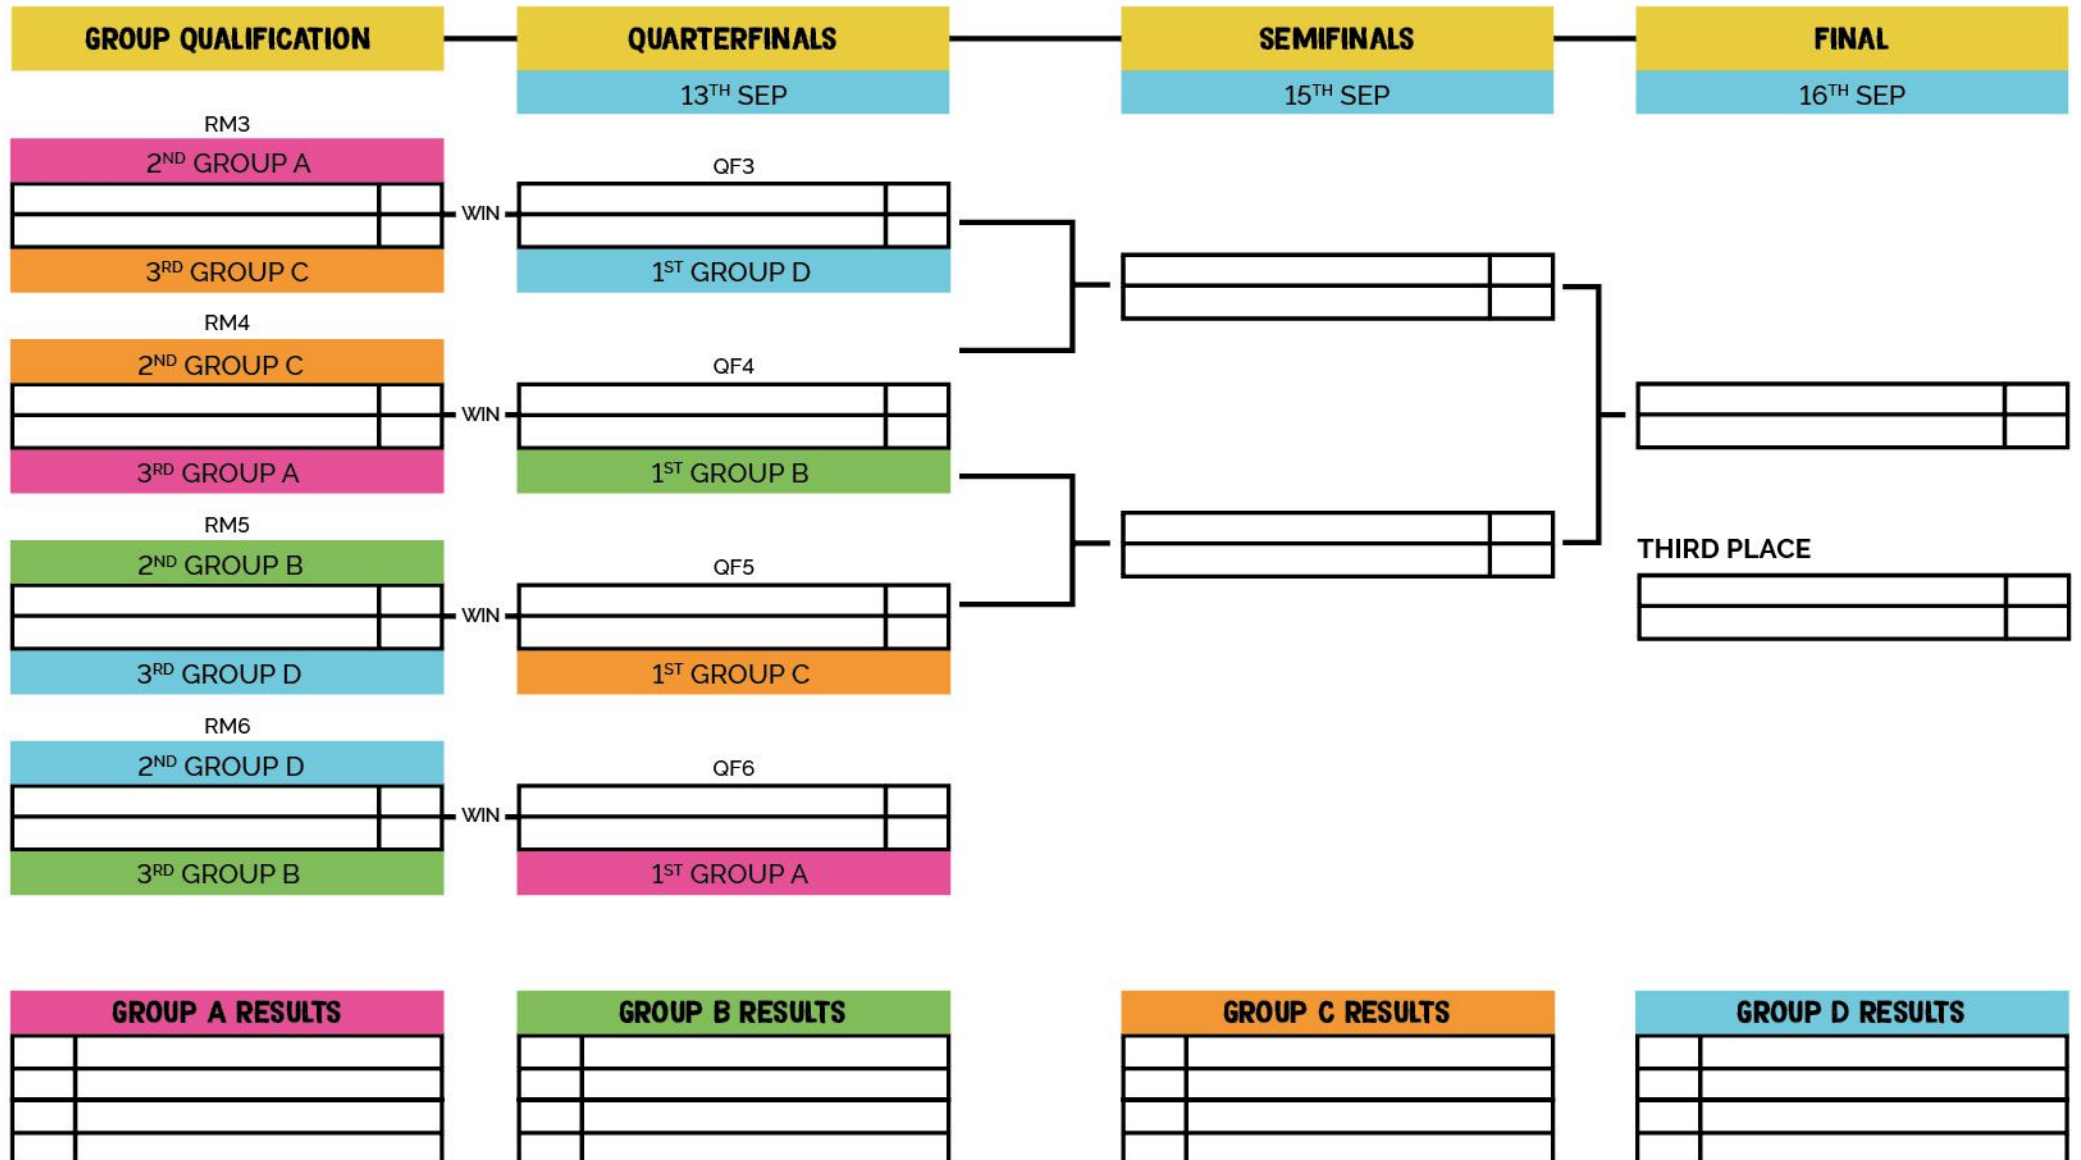 GROUP QUALIFICATION
QUARTERFINALS
SEMIFINALS
FINAL
13TH SEP
15TH SEP
16TH SEP
RM3
2ND GROUP A
WIN
3RD GROUP C
QF3
1ST GROUP D
RM4
2ND GROUP C
WIN
3RD GROUP A
QF4
1ST GROUP B
RM5
2ND GROUP B
WIN
3RD GROUP D
QF5
1ST GROUP C
THIRD PLACE
RM6
2ND GROUP D
WIN
3RD GROUP B
QF6
1ST GROUP A
GROUP A RESULTS
GROUP B RESULTS
GROUP C RESULTS
GROUP D RESULTS